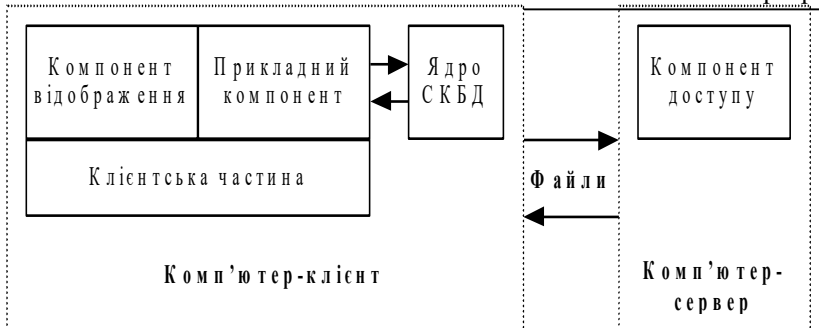 Компонент
відображення
Прикладний
компонент
Ядро
СКБД
Компонент
доступу
Клієнтська частина
Файли
Комп’ютер-клієнт
Комп’ютер-
сервер